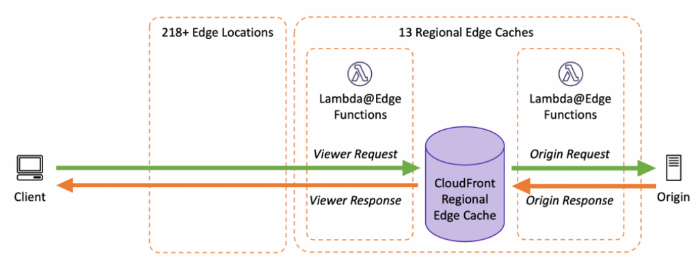 218+ Edge Locations
13 Regional Edge Caches
Lambda@Edge
Functions
Lambda@Edge
Functions
Viewer Request
Origin Request
CloudFront
Regional
Edge Cache
Viewer Response
Origin Response
Client
Origin